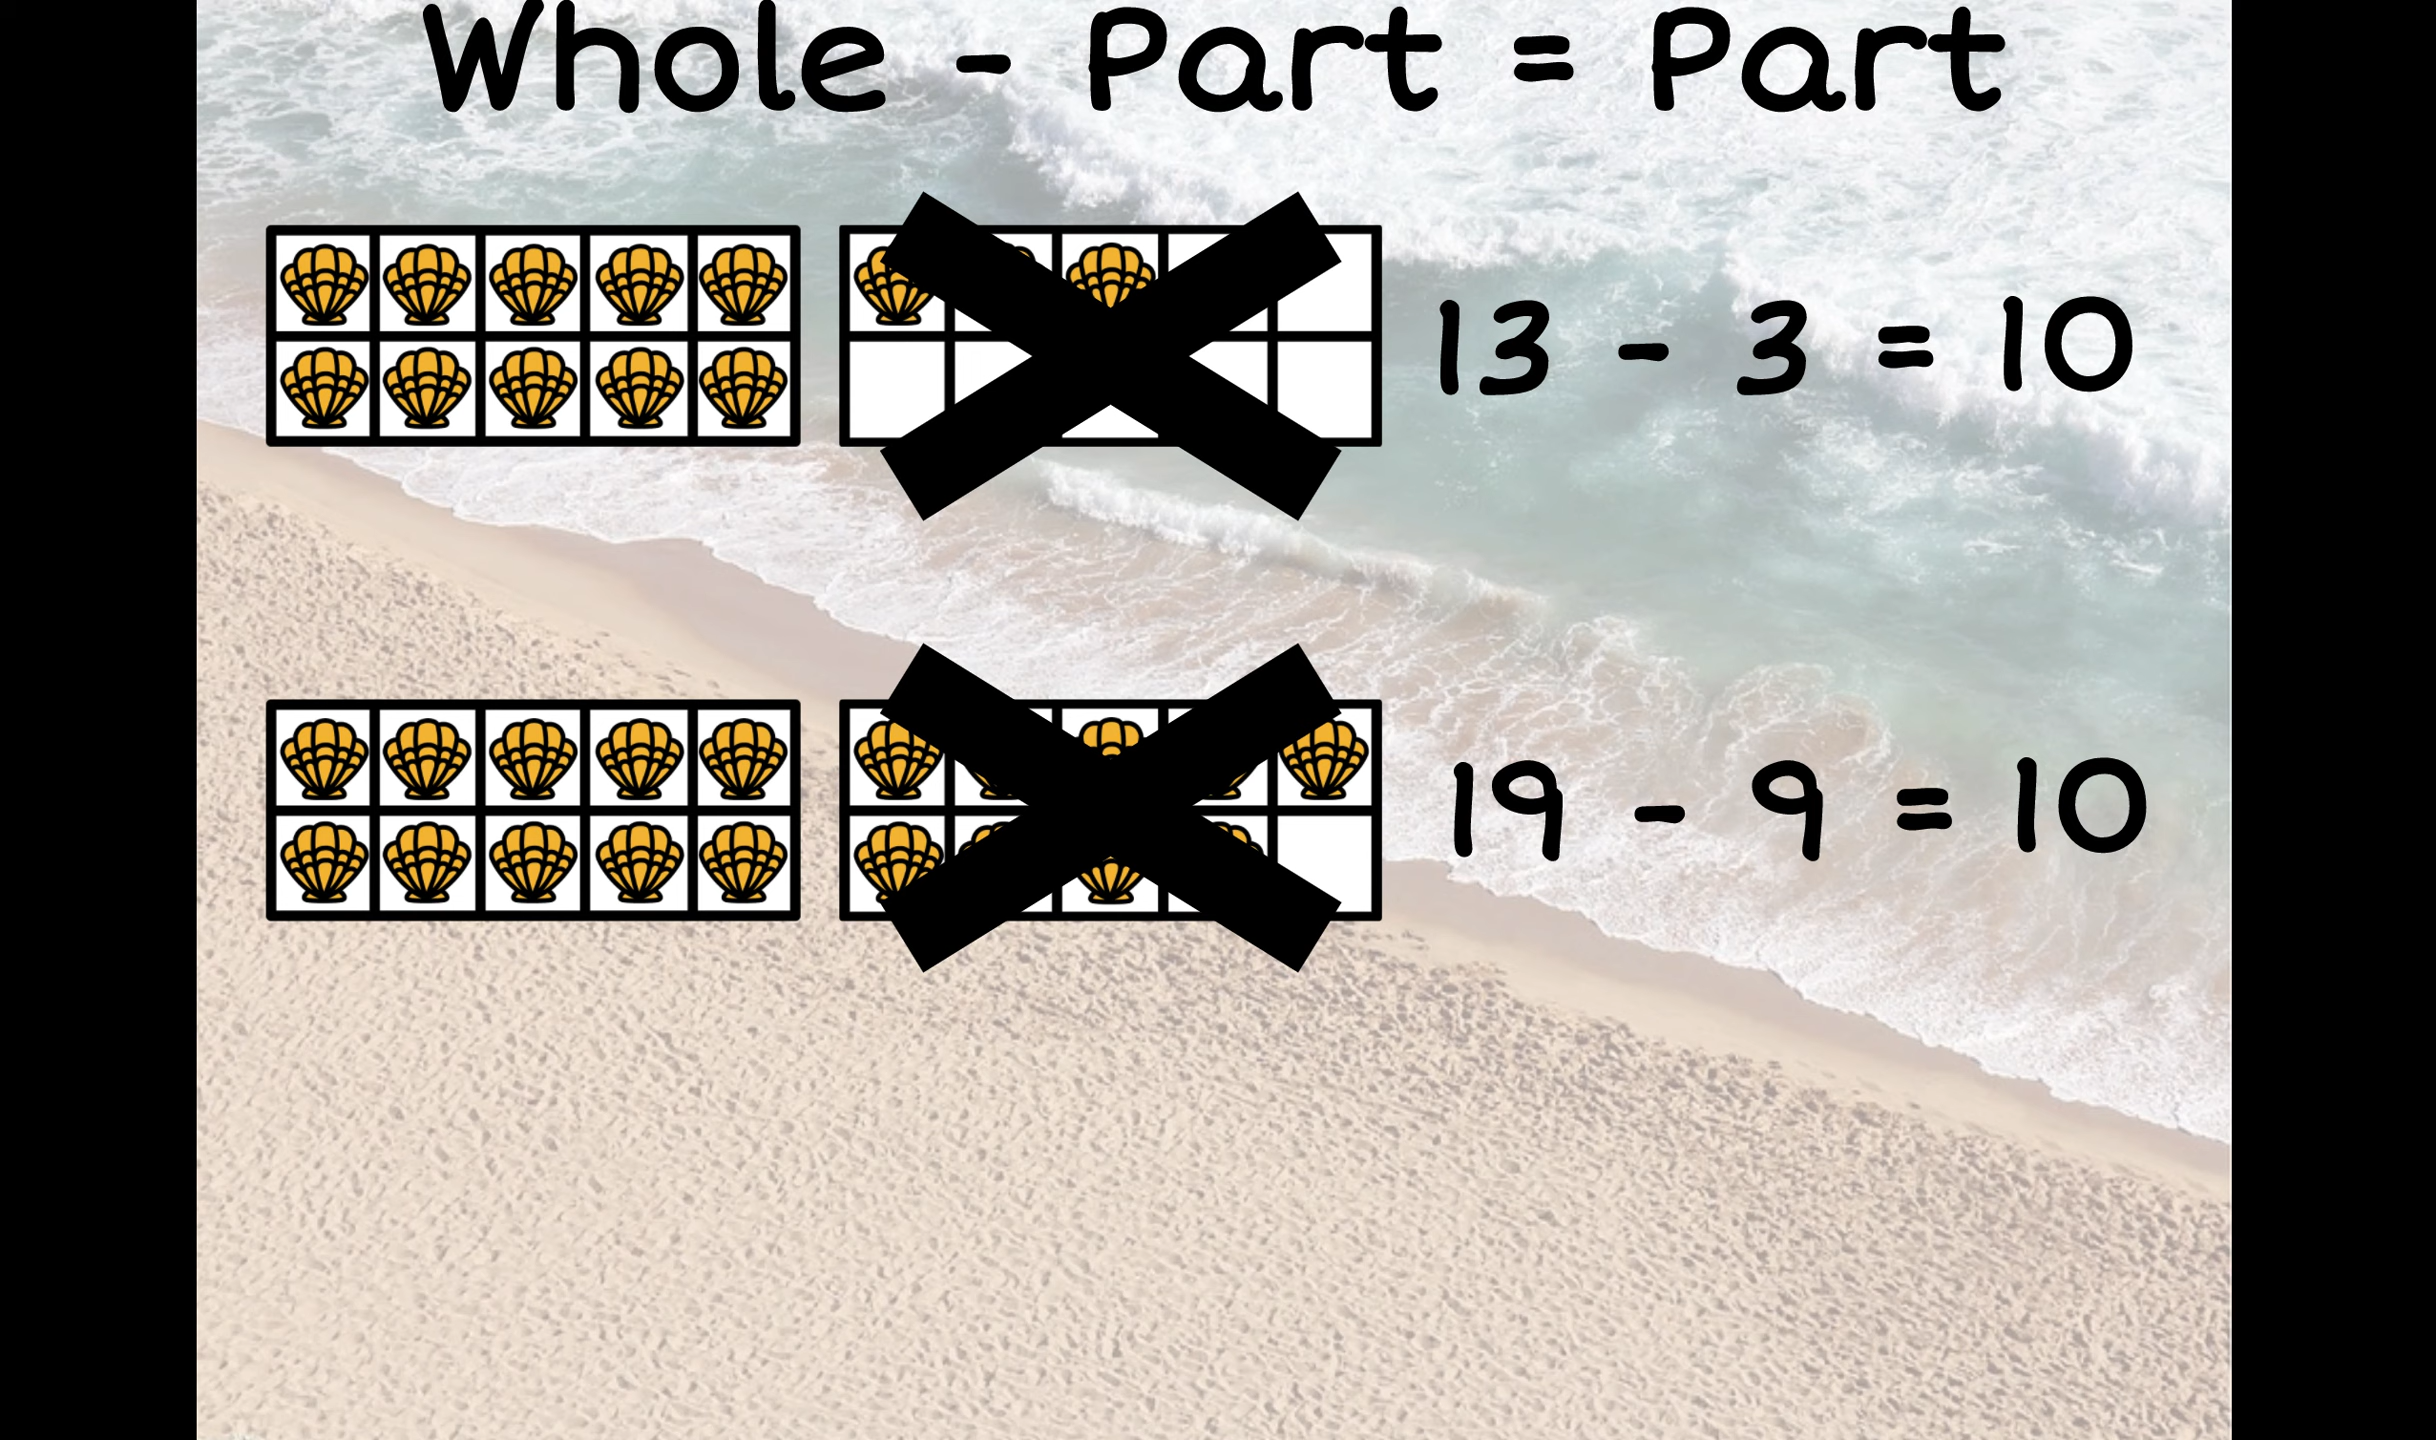 Whole - Part = Part
13 - 3 = 10
19 - 9 = 10